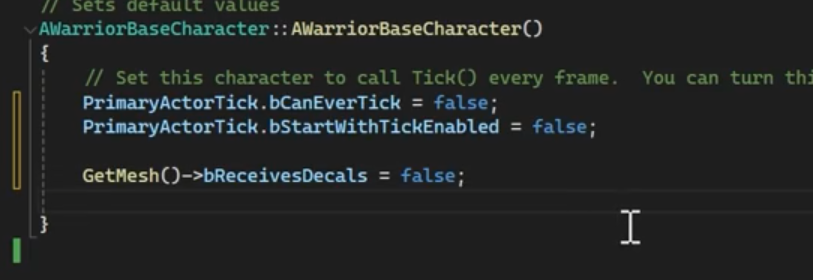 // Sets default values
AWarriorBaseCharacter::AWarriorBaseCharacter()
{
// Set this character to call Tick() every frame.  You can turn thi
PrimaryActorTick.bCanEverTick = false;
PrimaryActorTick.bStartWithTickEnabled = false;
GetMesh()->bReceivesDecals = false;
}